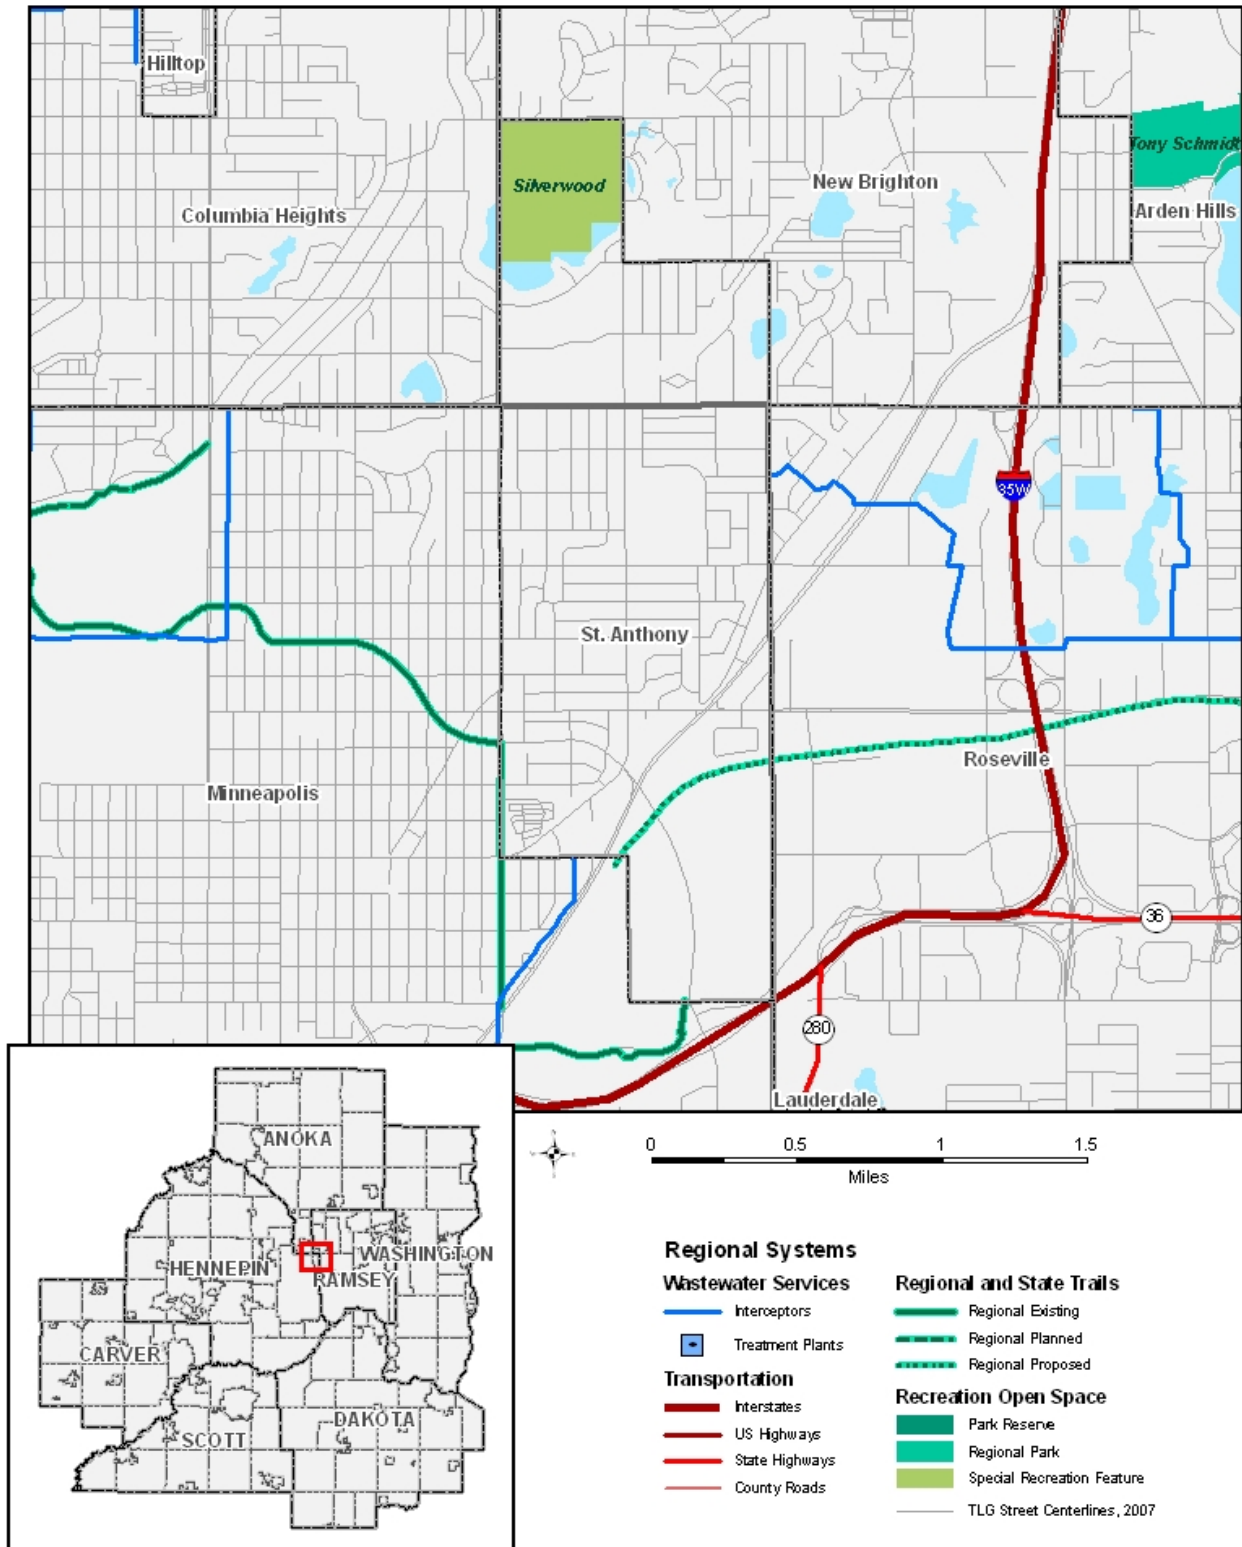 Hilltop
Tony Schmidt
Silverwood
New Brighton
Columbia Heights
Arden Hills
35W
St. Anthony
Roseville
Minneapolis
36
280
Lauderdale
ANOKA
WASHINGTON
HENNEPIN
RAMSEY
CARVER
DAKOTA
SCOTT
0 0.5 1 1.5
Miles
Regional Systems
Wastewater Services
Interceptors
Treatment Plants
Transportation
Interstates
US Highways
State Highways
County Roads
Regional and State Trails
Regional Existing
Regional Planned
Regional Proposed
Recreation Open Space
Park Reserve
Regional Park
Special Recreation Feature
TLG Street Centerlines, 2007